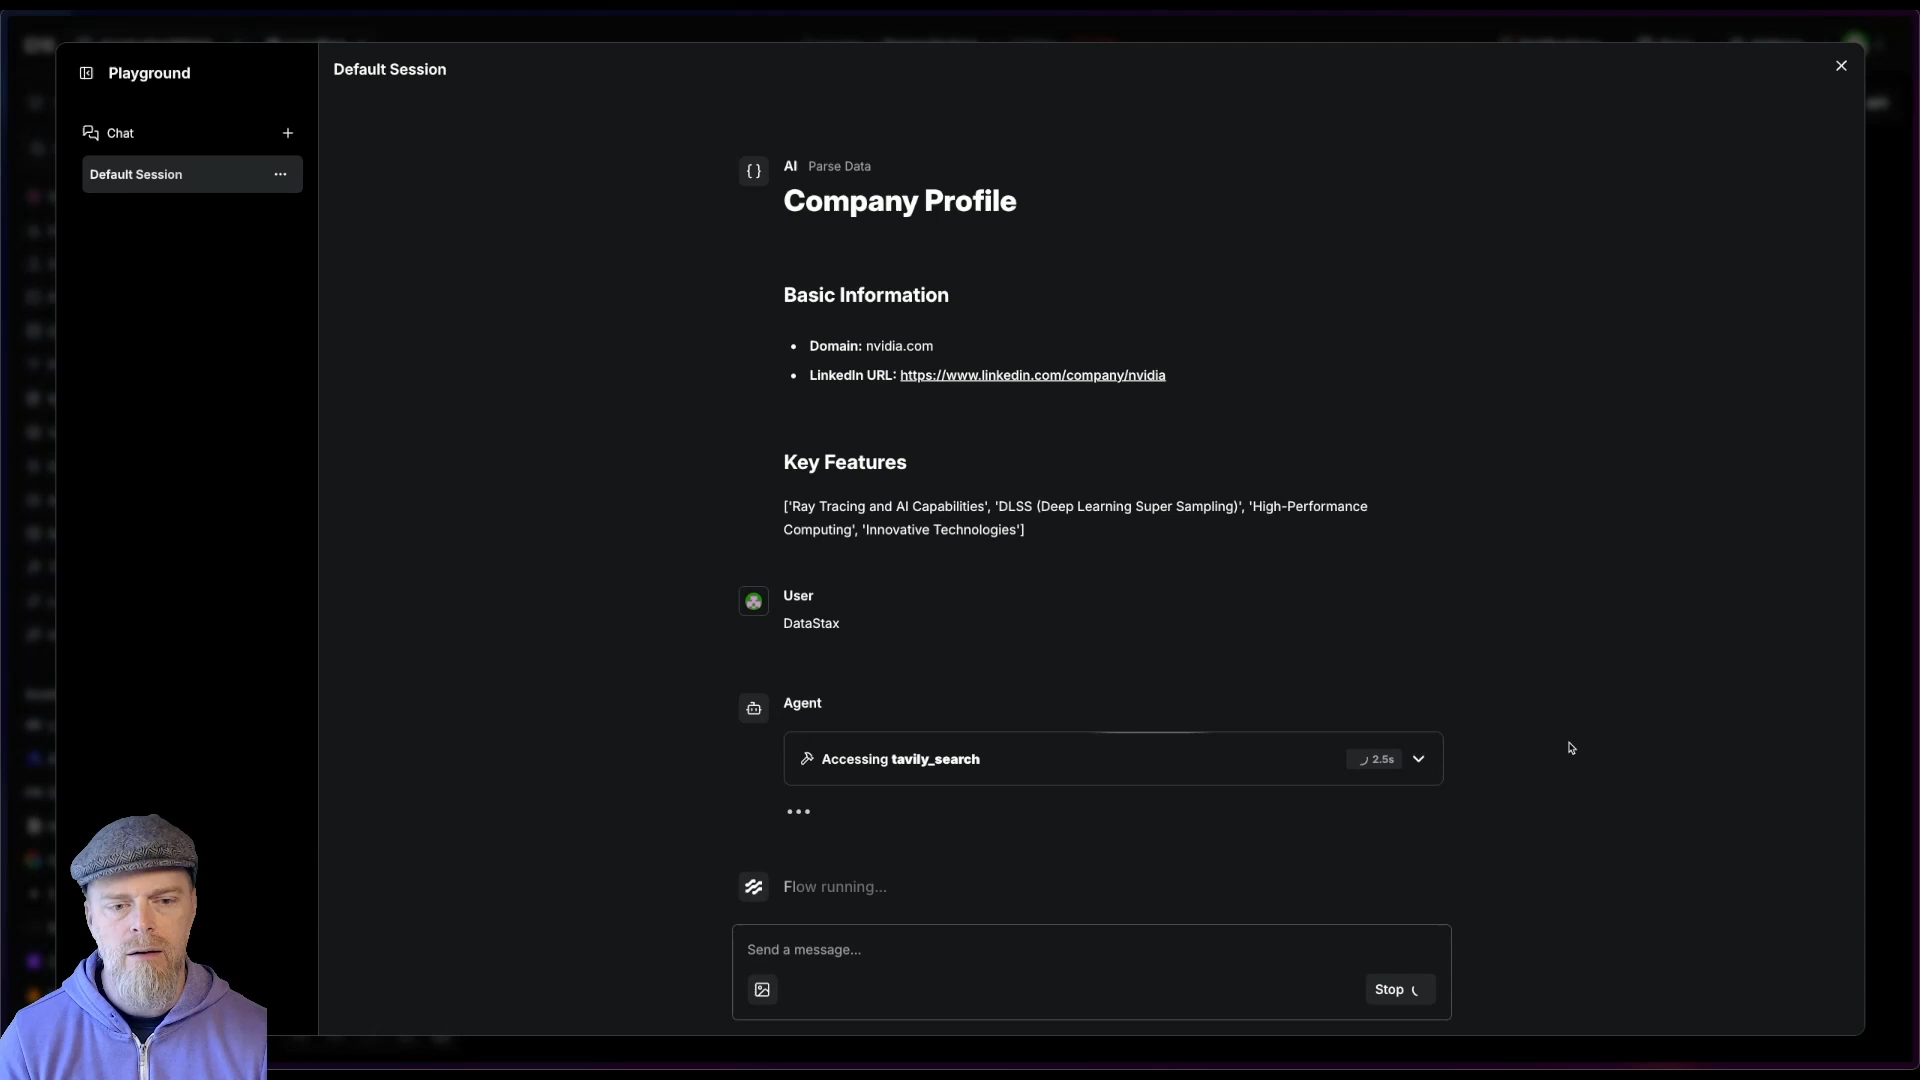 Playground
Default Session
Chat
Default Session
AI Parse Data
Company Profile
Basic Information
• Domain: nvidia.com
• LinkedIn URL: https://www.linkedin.com/company/nvidia
Key Features
['Ray Tracing and AI Capabilities', 'DLSS (Deep Learning Super Sampling)', 'High-Performance
Computing', 'Innovative Technologies']
User
DataStax
Agent
Accessing tavily_search
2.5s
Flow running...
Send a message...
Stop